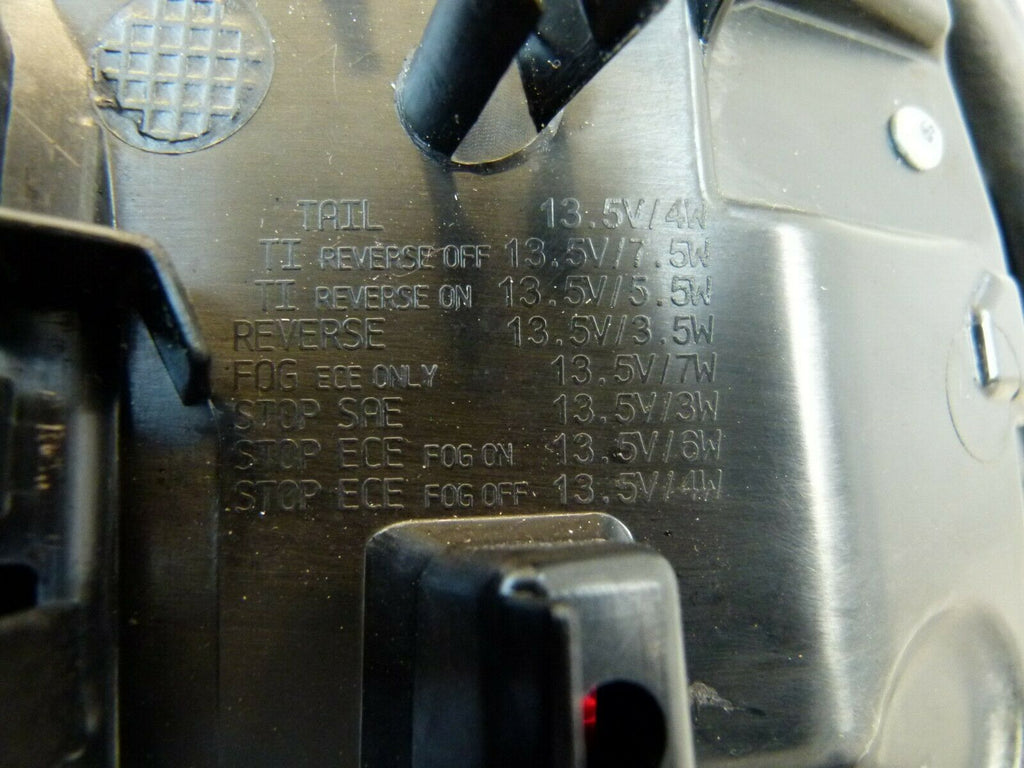 TAIL 13.5V/4W
TI REVERSE OFF 13.5V/7.5W
TI REVERSE ON 13.5V/5.5W
REVERSE 13.5V/3.5W
FOG ECE ONLY 13.5V/7W
STOP SAE 13.5V/3W
STOP ECE FOG ON 13.5V/6W
STOP ECE FOG OFF 13.5V/4W